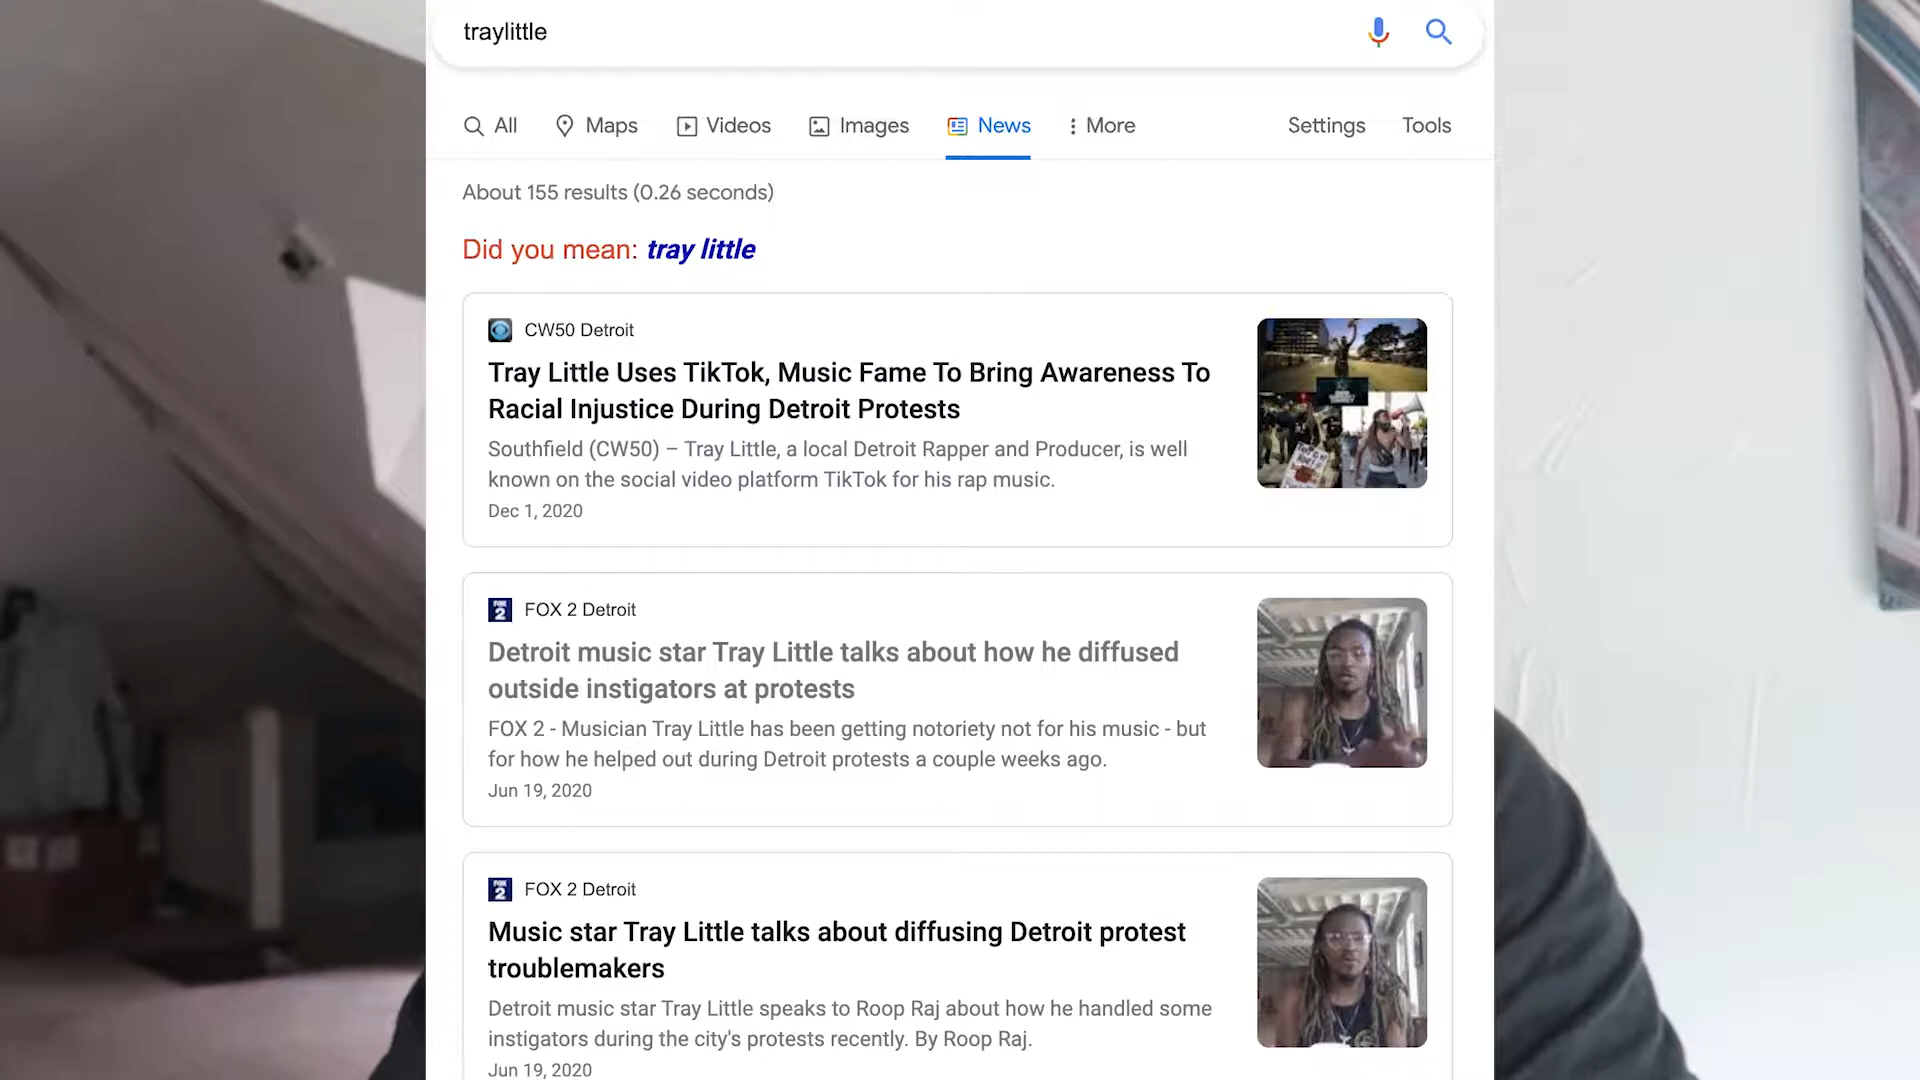 traylittle
All Maps Videos Images News More Settings Tools
About 155 results (0.26 seconds)
Did you mean: tray little
CW50 Detroit
Tray Little Uses TikTok, Music Fame To Bring Awareness To
Racial Injustice During Detroit Protests
Southfield (CW50) – Tray Little, a local Detroit Rapper and Producer, is well
known on the social video platform TikTok for his rap music.
Dec 1, 2020
FOX 2 Detroit
Detroit music star Tray Little talks about how he diffused
outside instigators at protests
FOX 2 - Musician Tray Little has been getting notoriety not for his music - but
for how he helped out during Detroit protests a couple weeks ago.
Jun 19, 2020
FOX 2 Detroit
Music star Tray Little talks about diffusing Detroit protest
troublemakers
Detroit music star Tray Little speaks to Roop Raj about how he handled some
instigators during the city's protests recently. By Roop Raj.
Jun 19, 2020